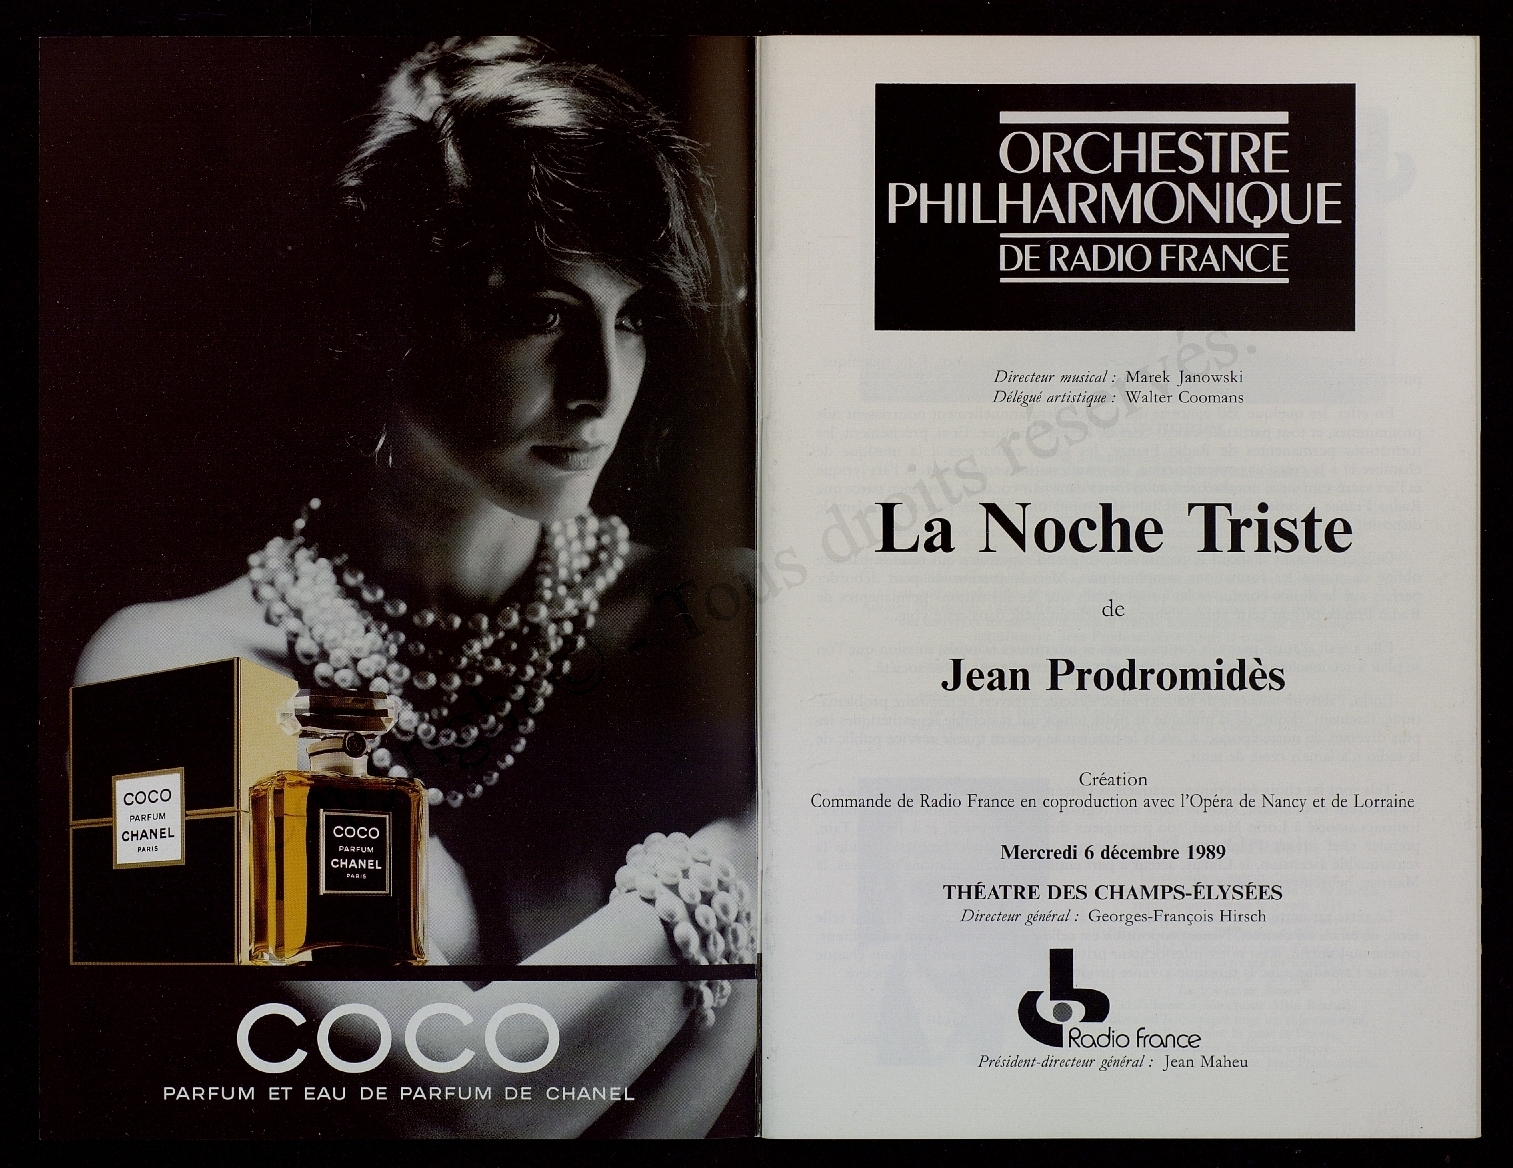 COCO
PARFUM
CHANEL
PARIS
COCO
PARFUM
CHANEL
PARIS
COCO
PARFUM ET EAU DE PARFUM DE CHANEL
ORCHESTRE
PHILHARMONIQUE
DE RADIO FRANCE
Directeur musical : Marek Janowski
Délégué artistique : Walter Coomans
La Noche Triste
de
Jean Prodromidès
Création
Commande de Radio France en coproduction avec l'Opéra de Nancy et de Lorraine
Mercredi 6 décembre 1989
THÉATRE DES CHAMPS-ÉLYSÉES
Directeur général : Georges-François Hirsch
Radio France
Président-directeur général : Jean Maheu
© - Tous droits réservés.